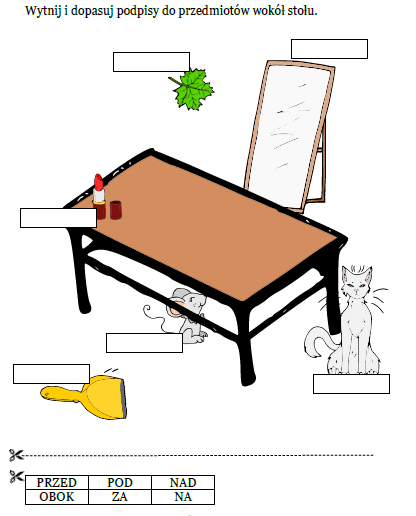 Wytnij i dopasuj podpisy do przedmiotów wokół stołu.
PRZED POD NAD
OBOK ZA NA